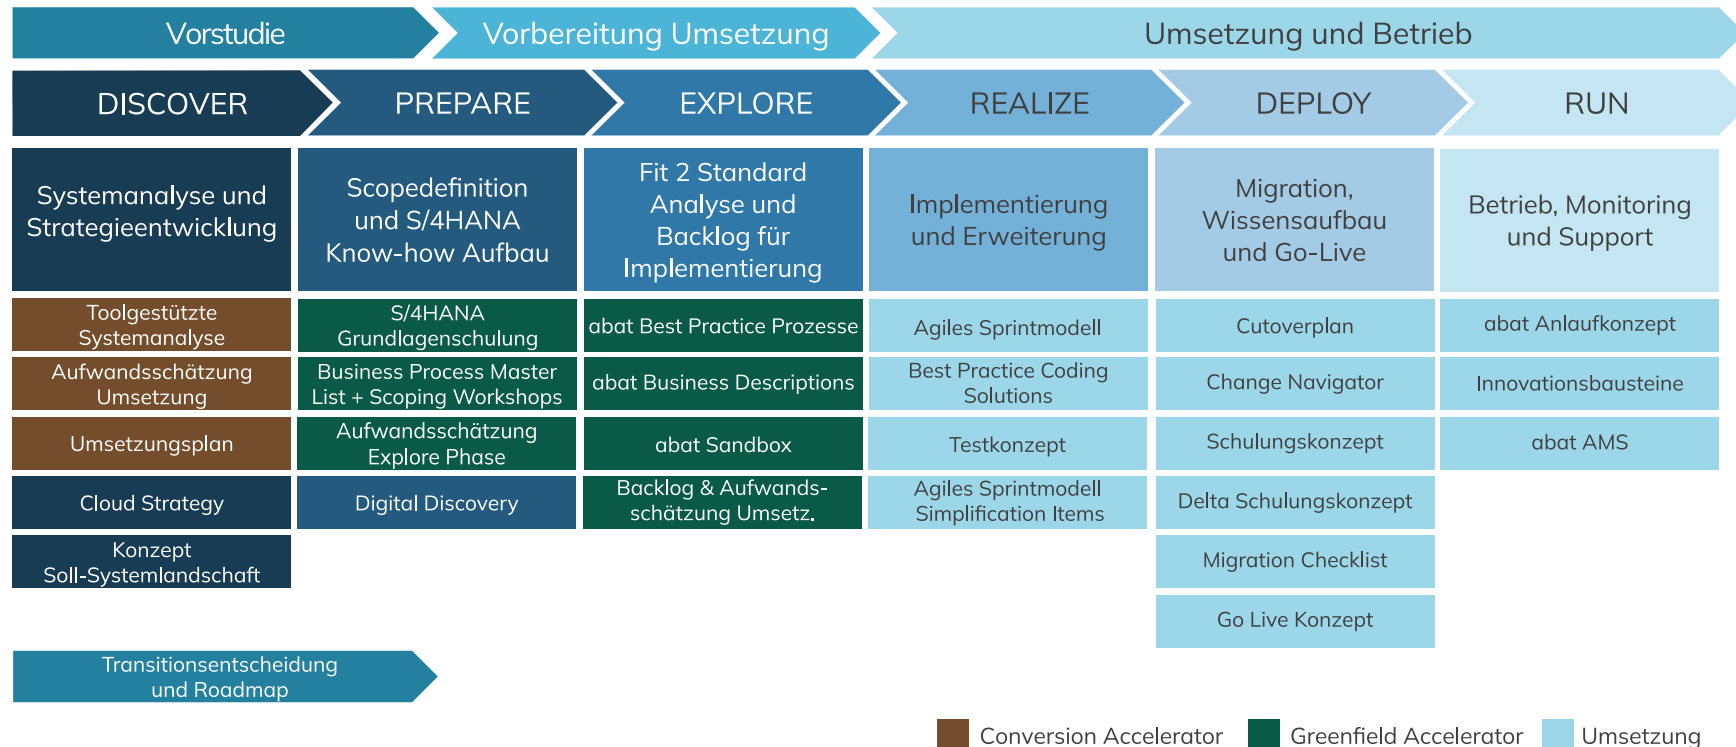 Vorstudie
Vorbereitung Umsetzung
Umsetzung und Betrieb
DISCOVER
PREPARE
EXPLORE
REALIZE
DEPLOY
RUN
Systemanalyse und
Strategieentwicklung
Scopedefinition
und S/4HANA
Know-how Aufbau
Fit 2 Standard
Analyse und
Backlog für
Implementierung
Implementierung
und Erweiterung
Migration,
Wissensaufbau
und Go-Live
Betrieb, Monitoring
und Support
Toolgestützte
Systemanalyse
S/4HANA
Grundlagenschulung
abat Best Practice Prozesse
Agiles Sprintmodell
Cutoverplan
abat Anlaufkonzept
Aufwandsschätzung
Umsetzung
Business Process Master
List + Scoping Workshops
abat Business Descriptions
Best Practice Coding
Solutions
Change Navigator
Innovationsbausteine
Umsetzungsplan
Aufwandsschätzung
Explore Phase
abat Sandbox
Testkonzept
Schulungskonzept
abat AMS
Cloud Strategy
Digital Discovery
Backlog & Aufwands-
schätzung Umsetz.
Agiles Sprintmodell
Simplification Items
Delta Schulungskonzept
Konzept
Soll-Systemlandschaft
Migration Checklist
Go Live Konzept
Transitionsentscheidung
und Roadmap
Conversion Accelerator
Greenfield Accelerator
Umsetzung